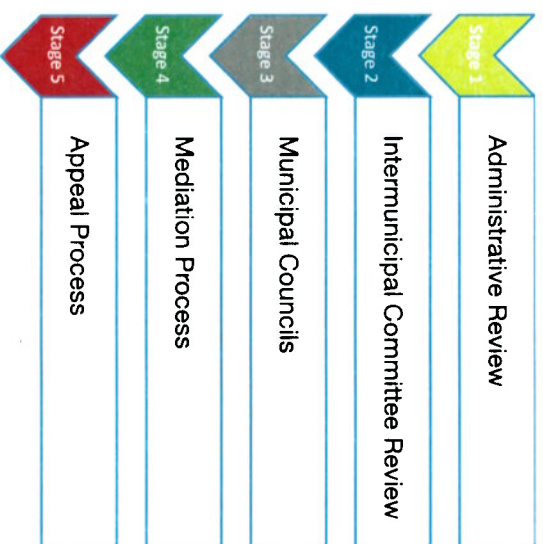 Stage 1
Administrative Review
Stage 2
Intermunicipal Committee Review
Stage 3
Municipal Councils
Stage 4
Mediation Process
Stage 5
Appeal Process